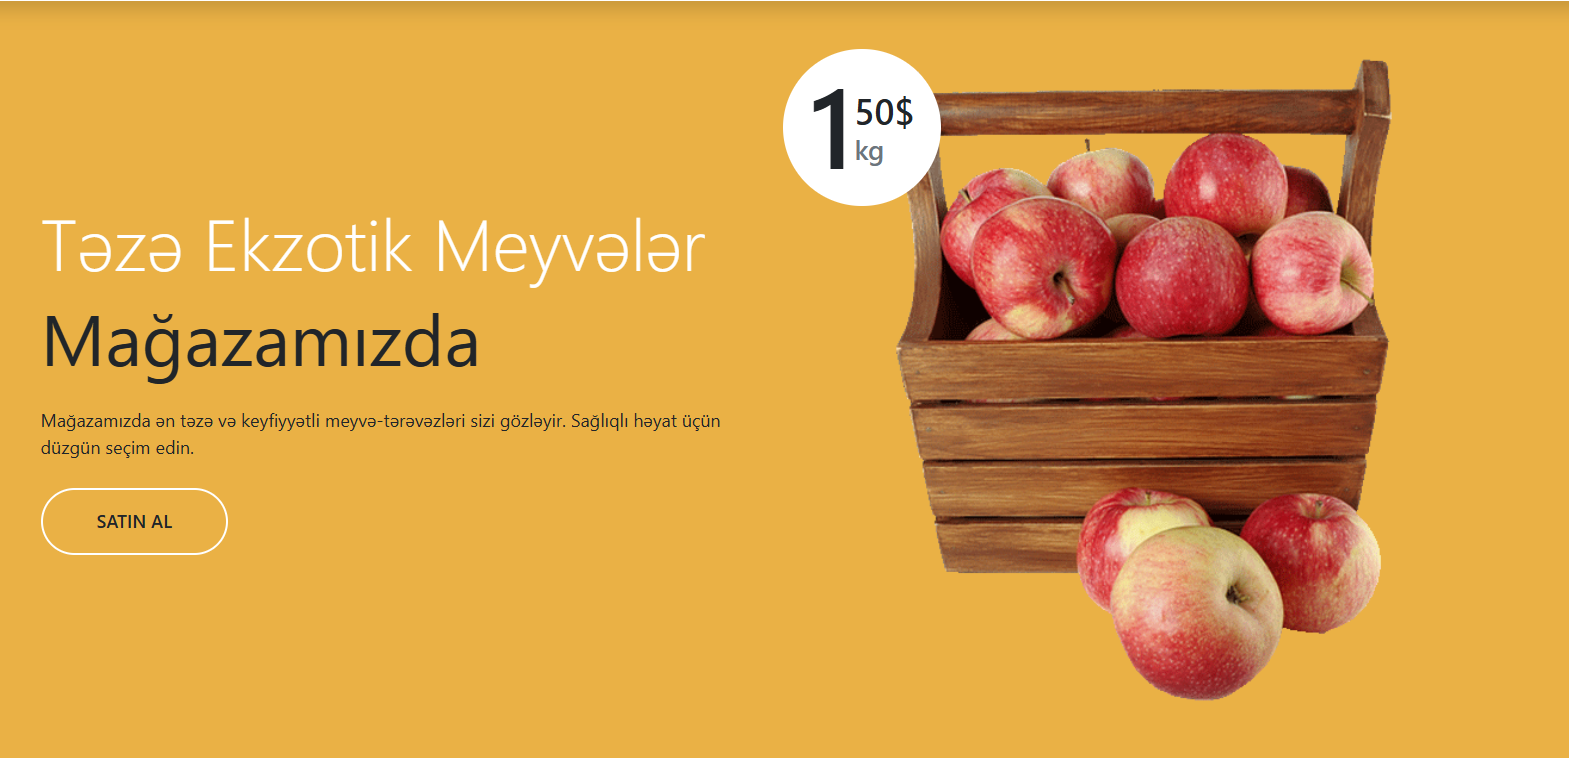 Təzə Ekzotik Meyvələr
Mağazamızda
Mağazamızda ən təzə və keyfiyyətli meyvə-tərəvəzləri sizi gözləyir. Sağlıqlı həyat üçün
düzgün seçim edin.
SATIN AL
1 50$
kg